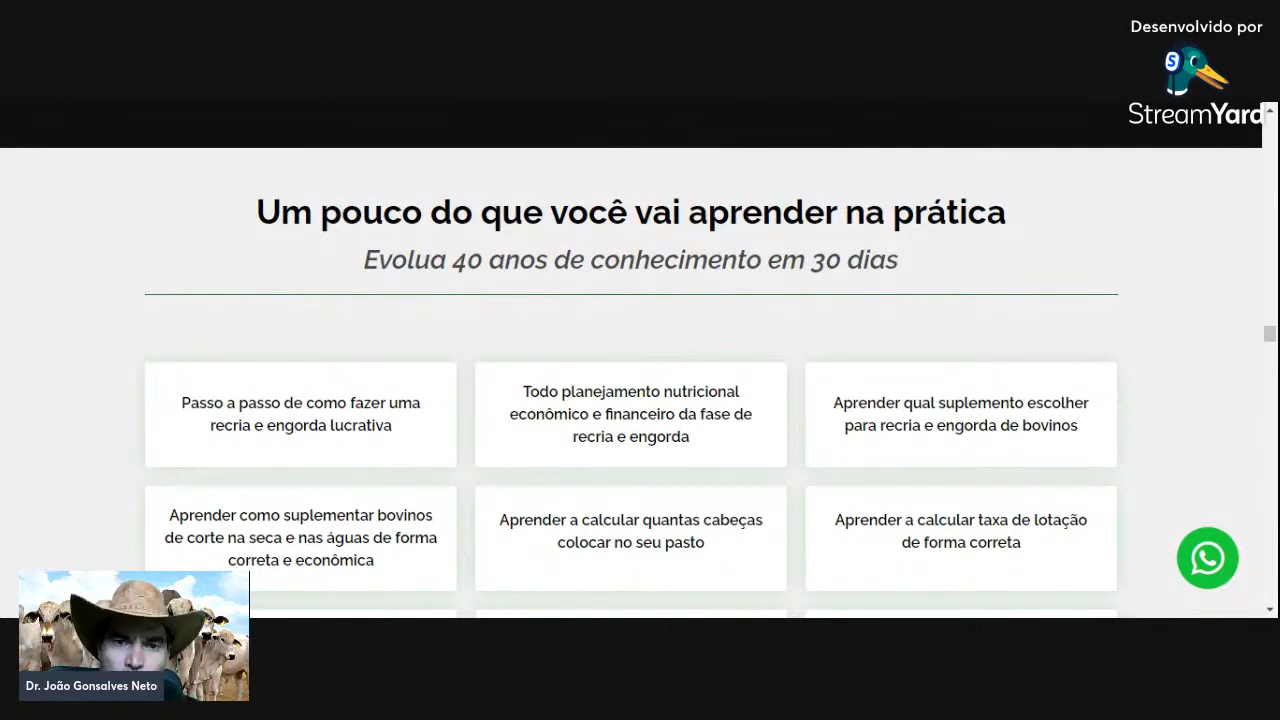 Desenvolvido por
StreamYard
Um pouco do que você vai aprender na prática
Evolua 40 anos de conhecimento em 30 dias
Passo a passo de como fazer uma
recria e engorda lucrativa
Todo planejamento nutricional
econômico e financeiro da fase de
recria e engorda
Aprender qual suplemento escolher
para recria e engorda de bovinos
Aprender como suplementar bovinos
de corte na seca e nas águas de forma
correta e econômica
Aprender a calcular quantas cabeças
colocar no seu pasto
Aprender a calcular taxa de lotação
de forma correta
Dr. João Gonsalves Neto